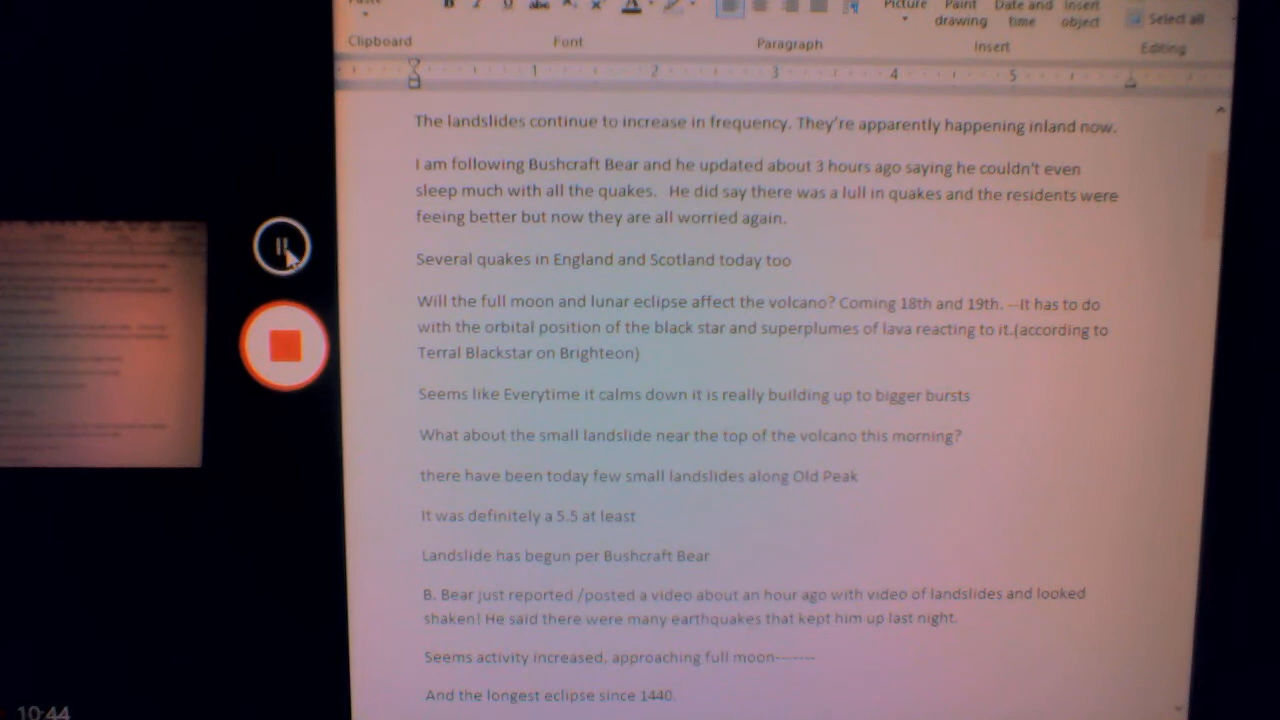 B I U abc
Picture Paint Date and Insert
drawing time object Select all
Clipboard Font Paragraph Insert Editing
1 2 3 4 5
The landslides continue to increase in frequency. They're apparently happening inland now.
I am following Bushcraft Bear and he updated about 3 hours ago saying he couldn't even
sleep much with all the quakes. He did say there was a lull in quakes and the residents were
feeing better but now they are all worried again.
Several quakes in England and Scotland today too
Will the full moon and lunar eclipse affect the volcano? Coming 18th and 19th. --It has to do
with the orbital position of the black star and superplumes of lava reacting to it.(according to
Terral Blackstar on Brighteon)
Seems like Everytime it calms down it is really building up to bigger bursts
What about the small landslide near the top of the volcano this morning?
there have been today few small landslides along Old Peak
It was definitely a 5.5 at least
Landslide has begun per Bushcraft Bear
B. Bear just reported /posted a video about an hour ago with video of landslides and looked
shaken! He said there were many earthquakes that kept him up last night.
Seems activity increased, approaching full moon-------
And the longest eclipse since 1440.
10:44